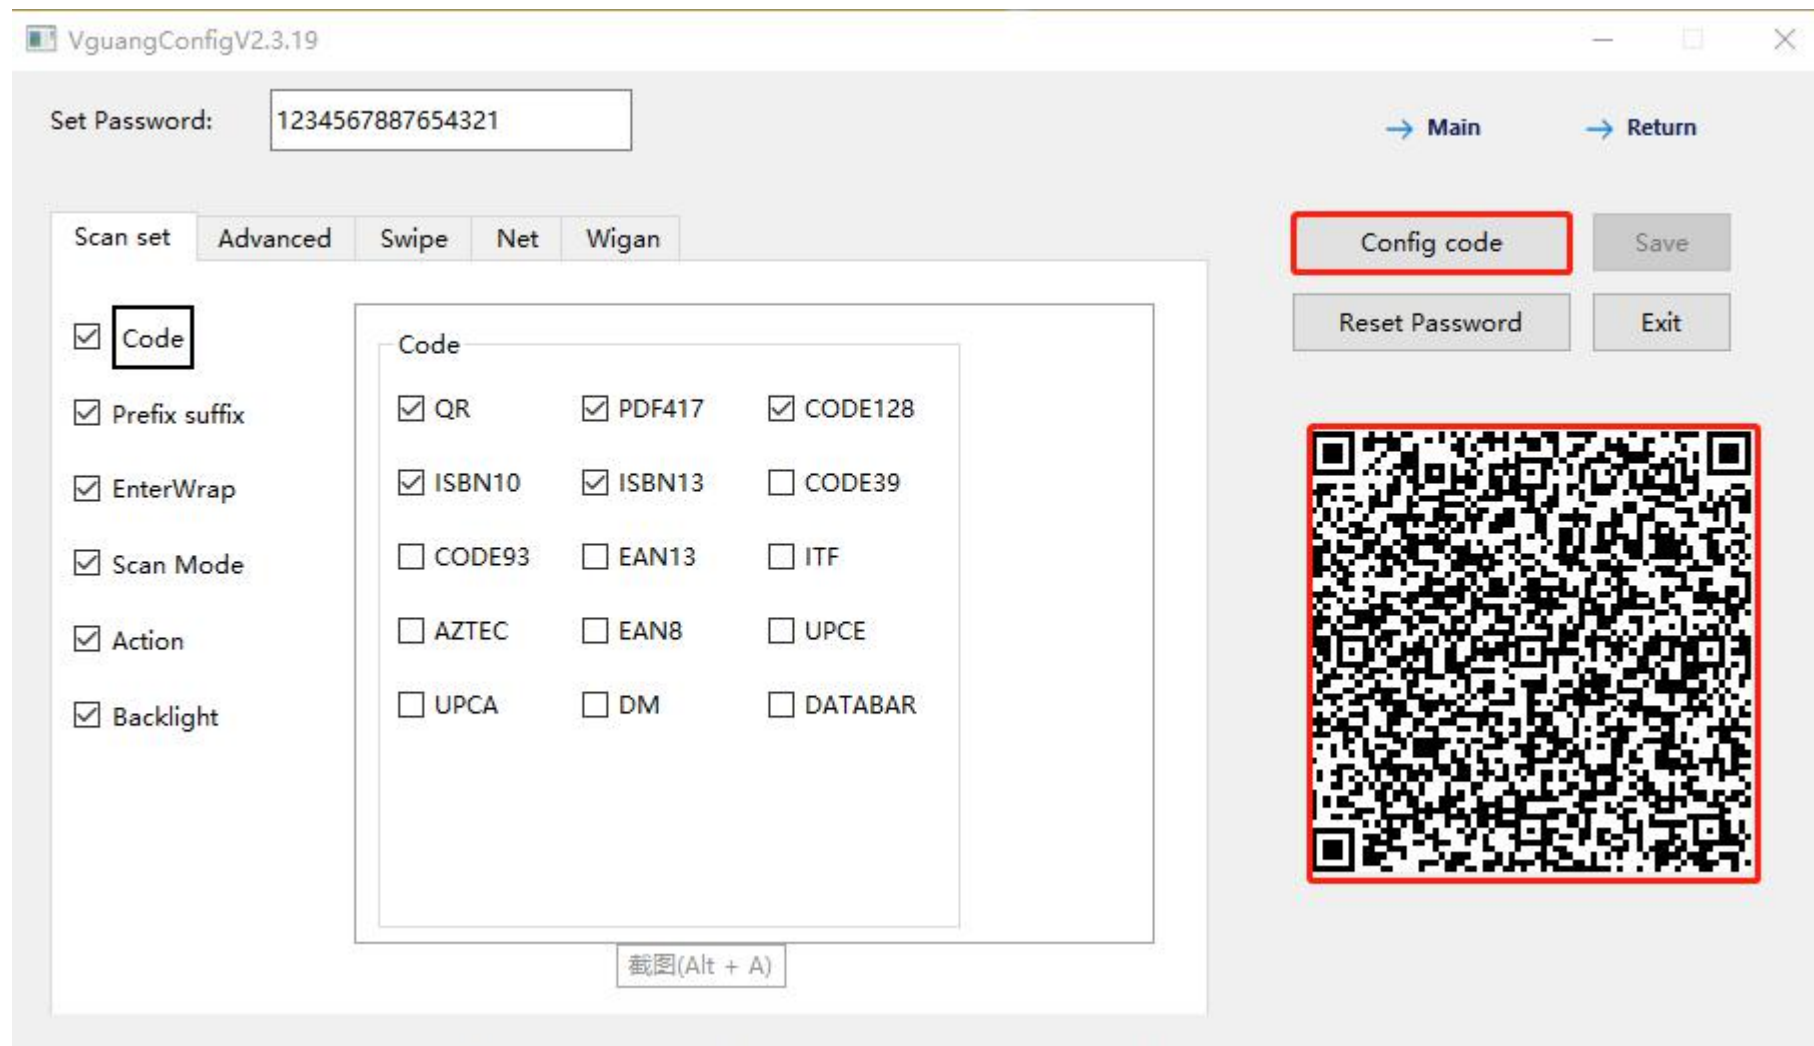 VguangConfigV2.3.19
Set Password: 1234567887654321
Main Return
Scan set Advanced Swipe Net Wigan
Config code Save
Reset Password Exit
Code
Prefix suffix
EnterWrap
Scan Mode
Action
Backlight
Code
QR PDF417 CODE128
ISBN10 ISBN13 CODE39
CODE93 EAN13 ITF
AZTEC EAN8 UPCE
UPCA DM DATABAR
截图(Alt + A)